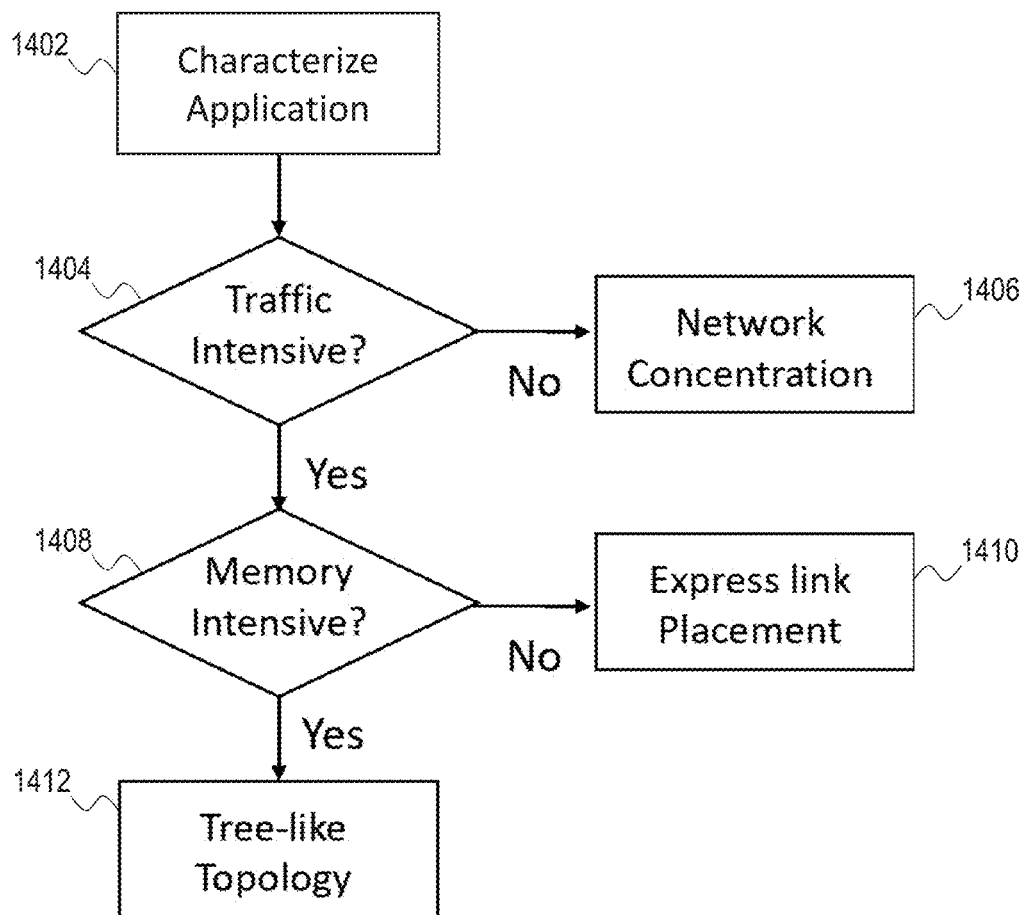 1402
Characterize
Application
1404
Traffic
Intensive?
No
1406
Network
Concentration
Yes
1408
Memory
Intensive?
No
1410
Express link
Placement
Yes
1412
Tree-like
Topology